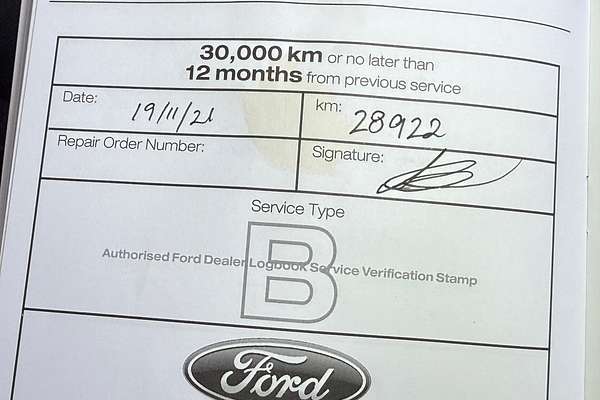 30,000 km or no later than
12 months from previous service
Date: 19/11/21
km: 28922
Repair Order Number:
Signature:
Service Type
B
Authorised Ford Dealer Logbook Service Verification Stamp
Ford